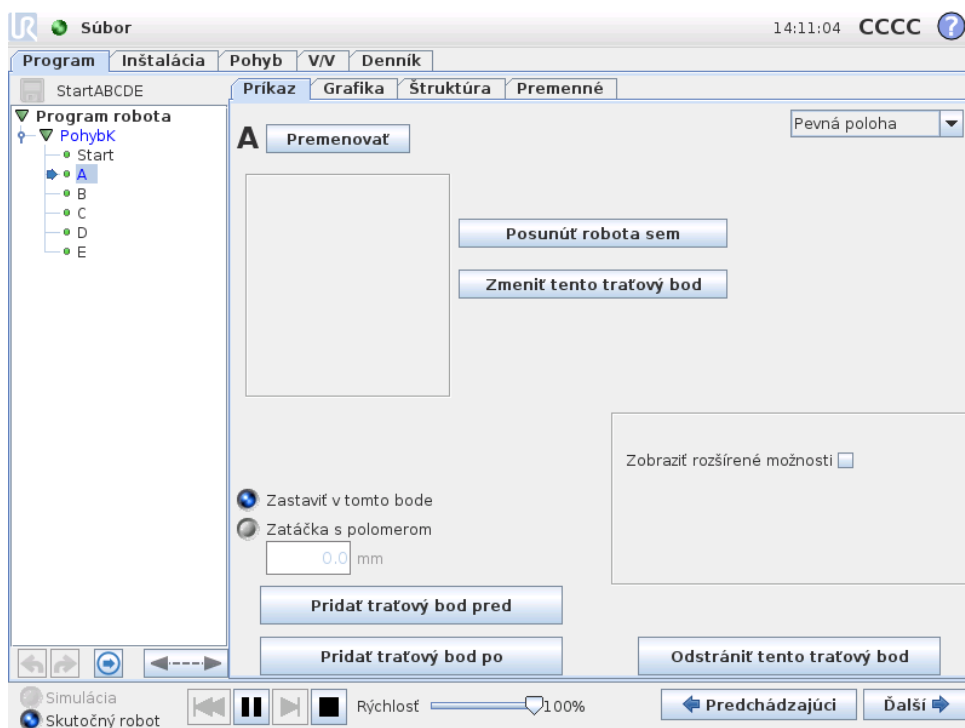 UR Súbor 14:11:04 CCCC ?
Program Inštalácia Pohyb V/V Denník
StartABCDE Príkaz Grafika Štruktúra Premenné
Program robota
PohybK
Start
A
B
C
D
E
A Premenovať Pevná poloha
Posunúť robota sem
Zmeniť tento traťový bod
Zobraziť rozšírené možnosti
Zastaviť v tomto bode
Zatáčka s polomerom
0.0 mm
Pridať traťový bod pred
Pridať traťový bod po Odstrániť tento traťový bod
Simulácia
Skutočný robot
Rýchlosť 100% Predchádzajúci Ďalší